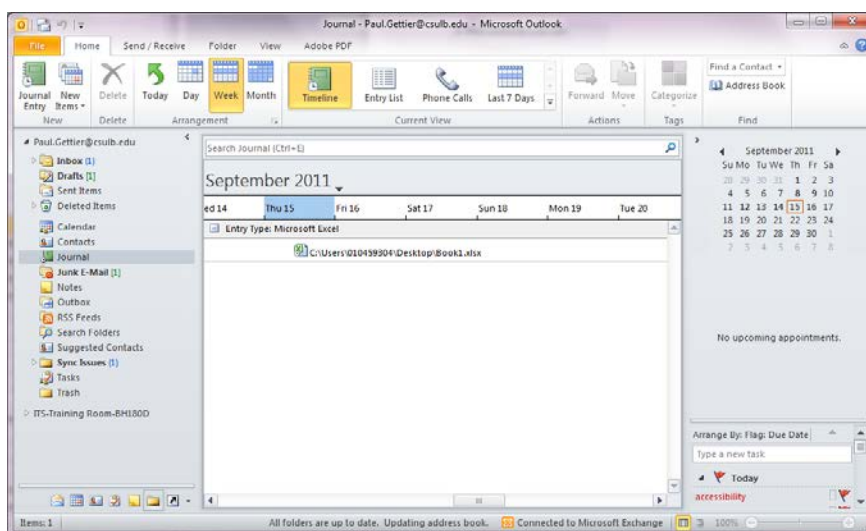 Journal - Paul.Gettier@csulb.edu - Microsoft Outlook
File Home Send / Receive Folder View Adobe PDF
Journal Entry New Items Delete Today Day Week Month Timeline Entry List Phone Calls Last 7 Days Forward Move Categorize Find a Contact
Address Book
New Delete Arrangement Current View Actions Tags Find
Paul.Gettier@csulb.edu
Inbox (1)
Drafts [1]
Sent Items
Deleted Items
Calendar
Contacts
Journal
Junk E-Mail [1]
Notes
Outbox
RSS Feeds
Search Folders
Suggested Contacts
Sync Issues (1)
Tasks
Trash
ITS-Training Room-BH180D
Search Journal (Ctrl+E)
September 2011
ed 14 Thu 15 Fri 16 Sat 17 Sun 18 Mon 19 Tue 20
Entry Type: Microsoft Excel
C:\Users\010459304\Desktop\Book1.xlsx
September 2011
Su Mo Tu We Th Fr Sa
28 29 30 31 1 2 3
4 5 6 7 8 9 10
11 12 13 14 15 16 17
18 19 20 21 22 23 24
25 26 27 28 29 30 1
2 3 4 5 6 7 8
No upcoming appointments.
Arrange By: Flag: Due Date
Type a new task
Today
accessibility
Items: 1 All folders are up to date. Updating address book. Connected to Microsoft Exchange 100%